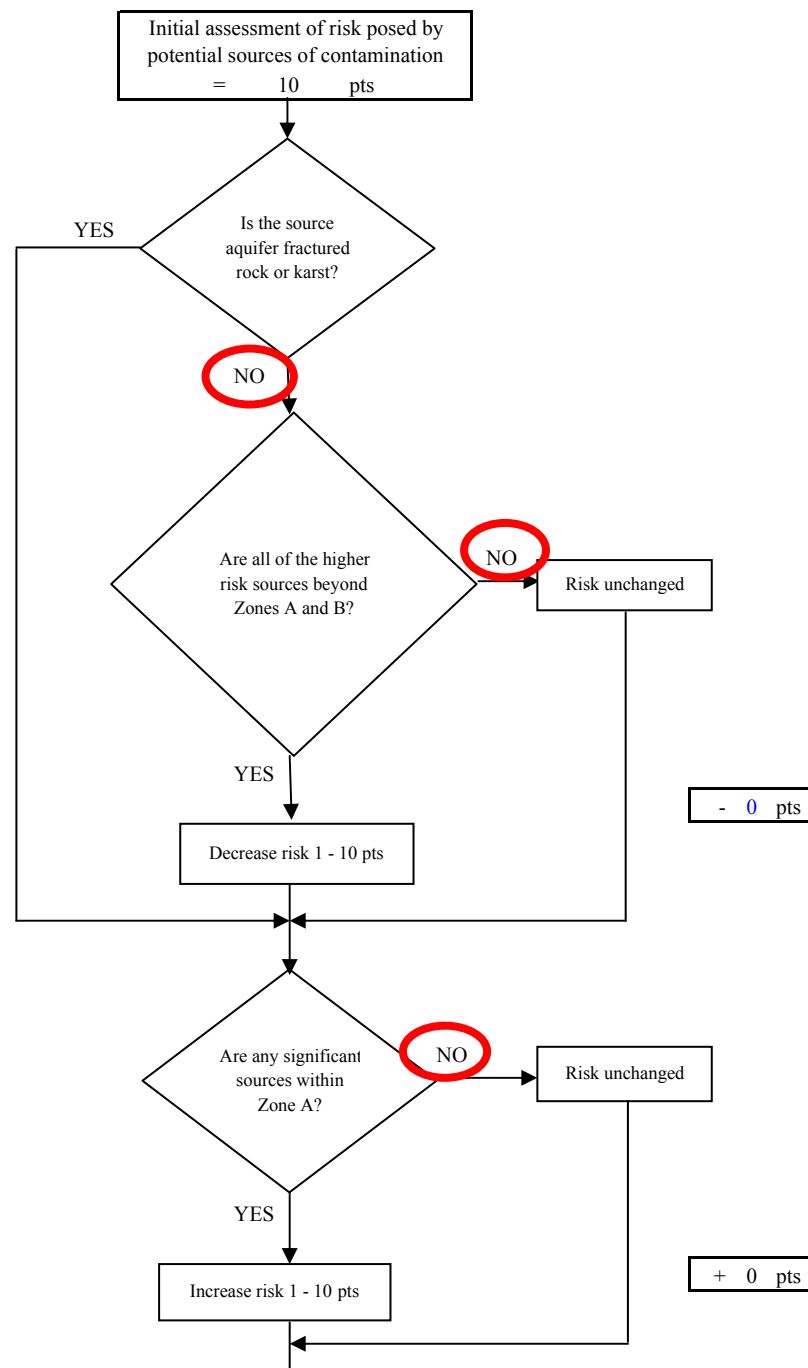 Initial assessment of risk posed by
potential sources of contamination
= 10 pts
YES
Is the source
aquifer fractured
rock or karst?
NO
Are all of the higher
risk sources beyond
Zones A and B?
NO
Risk unchanged
YES
- 0 pts
Decrease risk 1 - 10 pts
Are any significant
sources within
Zone A?
NO
Risk unchanged
YES
+ 0 pts
Increase risk 1 - 10 pts